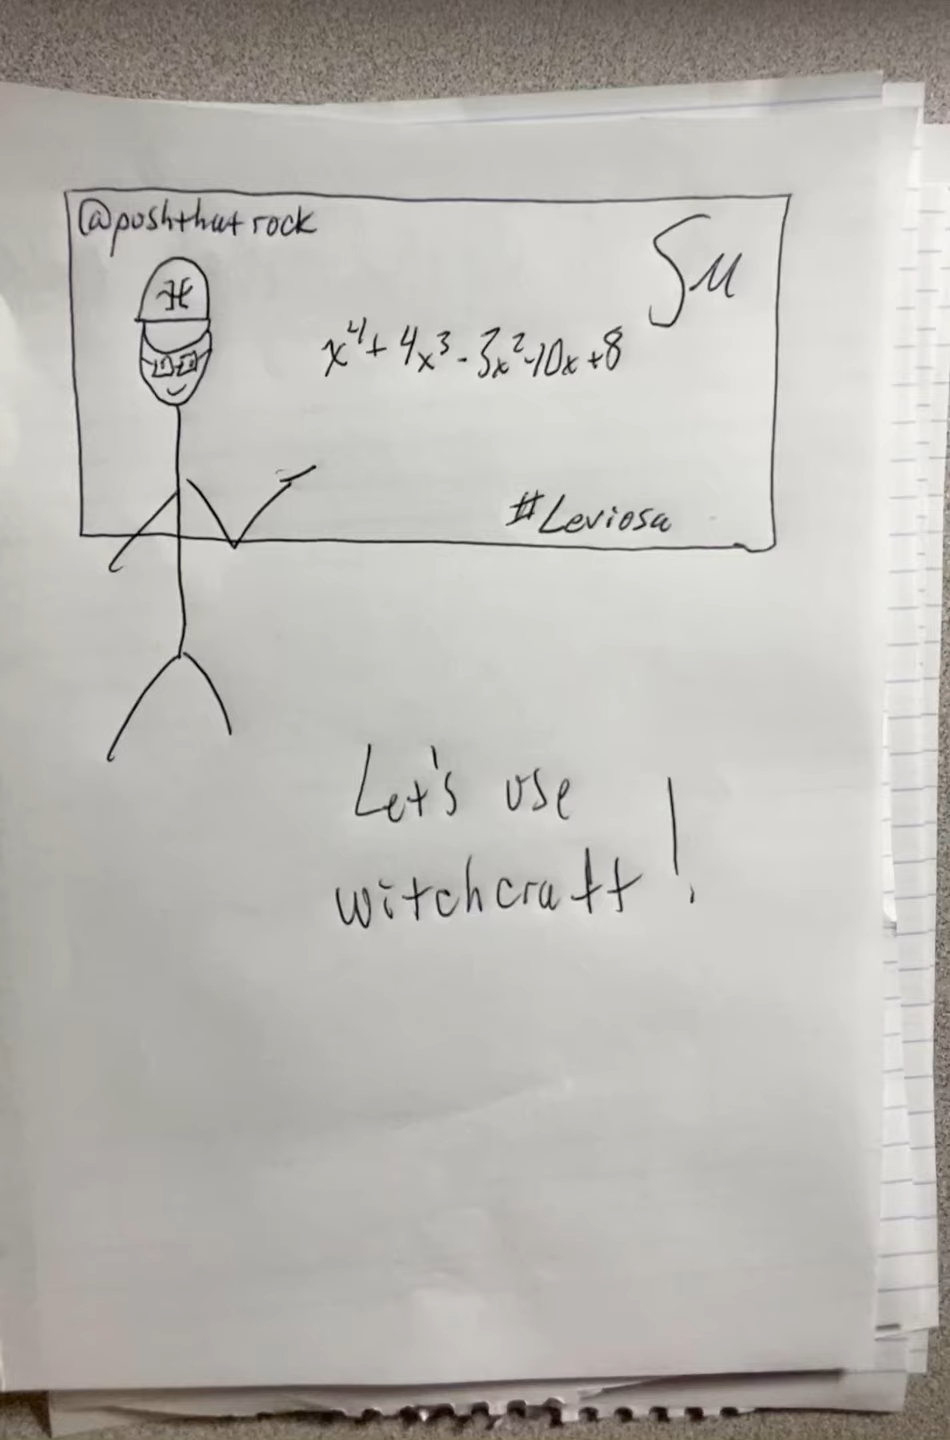 @pushthatrock
H
∫u
x⁴+4x³-3x²-10x+8
#Leviosa
Let's use
witchcraft!